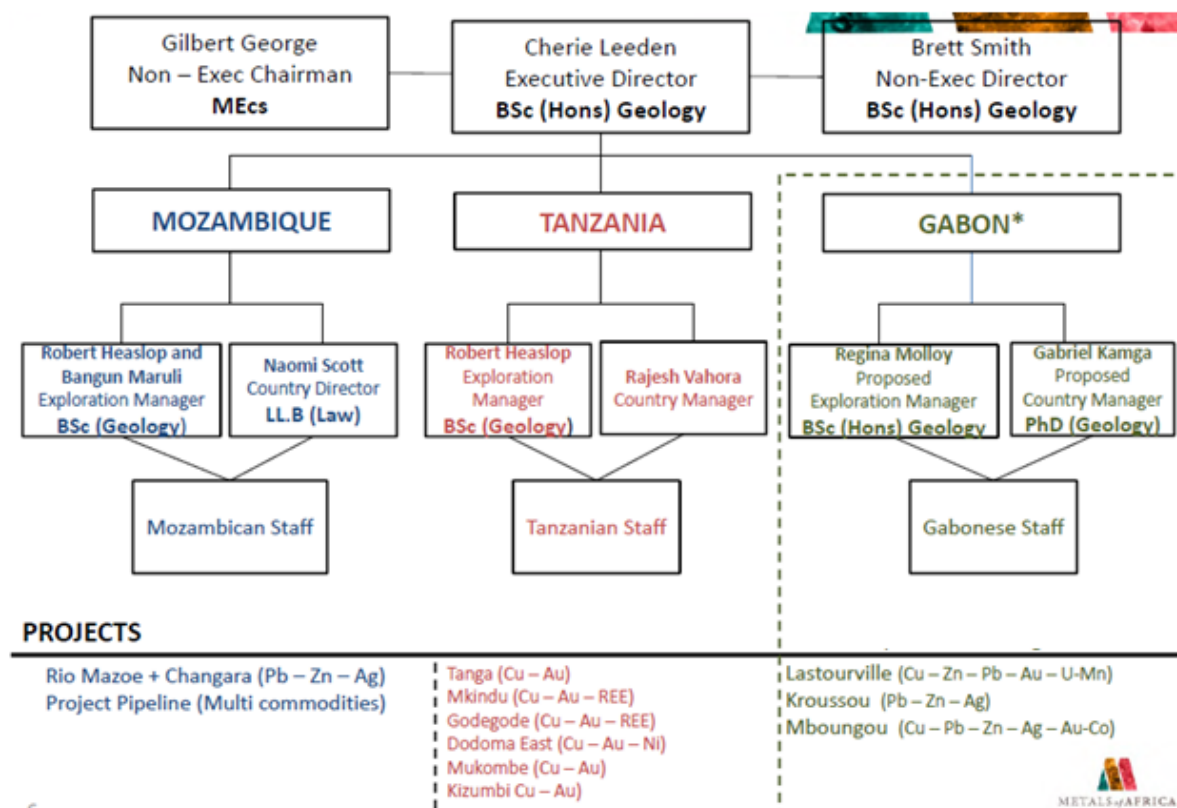 Gilbert George
Non – Exec Chairman
MEcs
Cherie Leeden
Executive Director
BSc (Hons) Geology
Brett Smith
Non-Exec Director
BSc (Hons) Geology
MOZAMBIQUE
TANZANIA
GABON*
Robert Heaslop and
Bangun Maruli
Exploration Manager
BSc (Geology)
Naomi Scott
Country Director
LL.B (Law)
Robert Heaslop
Exploration
Manager
BSc (Geology)
Rajesh Vahora
Country Manager
Regina Molloy
Proposed
Exploration Manager
BSc (Hons) Geology
Gabriel Kamga
Proposed
Country Manager
PhD (Geology)
Mozambican Staff
Tanzanian Staff
Gabonese Staff
PROJECTS
Rio Mazoe + Changara (Pb – Zn – Ag)
Project Pipeline (Multi commodities)
Tanga (Cu – Au)
Mkindu (Cu – Au – REE)
Godegode (Cu – Au – REE)
Dodoma East (Cu – Au – Ni)
Mukombe (Cu – Au)
Kizumbi Cu – Au)
Lastourville (Cu – Zn – Pb – Au – U-Mn)
Kroussou (Pb – Zn – Ag)
Mboungou (Cu – Pb – Zn – Ag – Au-Co)
METALS of AFRICA